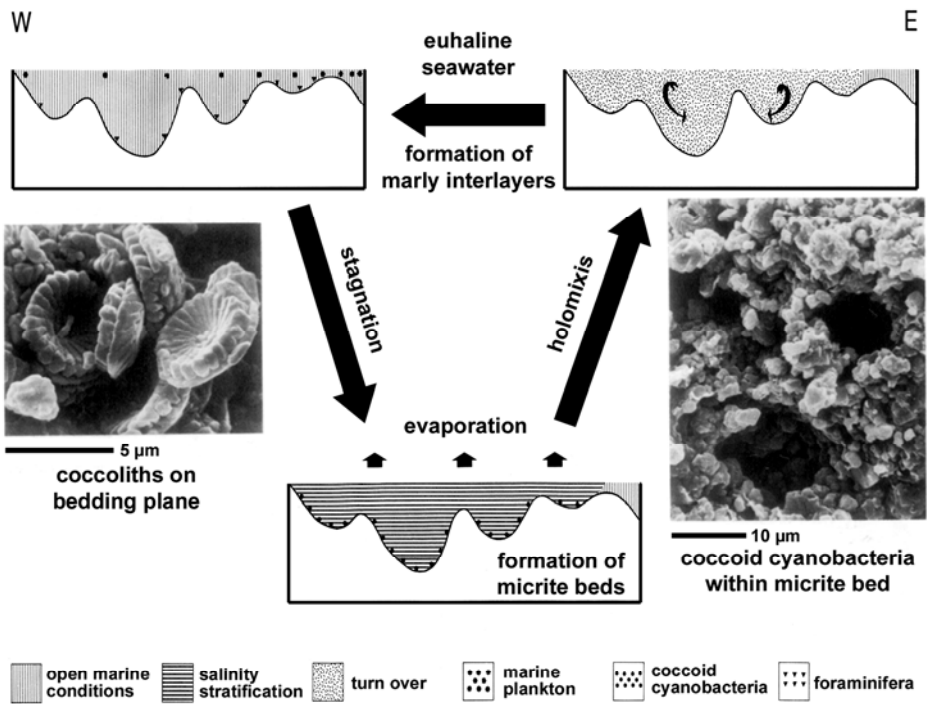 W
E
euhaline
seawater
formation of
marly interlayers
stagnation
holomixis
evaporation
5 µm
coccoliths on
bedding plane
formation of
micrite beds
10 µm
coccoid cyanobacteria
within micrite bed
open marine
conditions
salinity
stratification
turn over
marine
plankton
coccoid
cyanobacteria
foraminifera